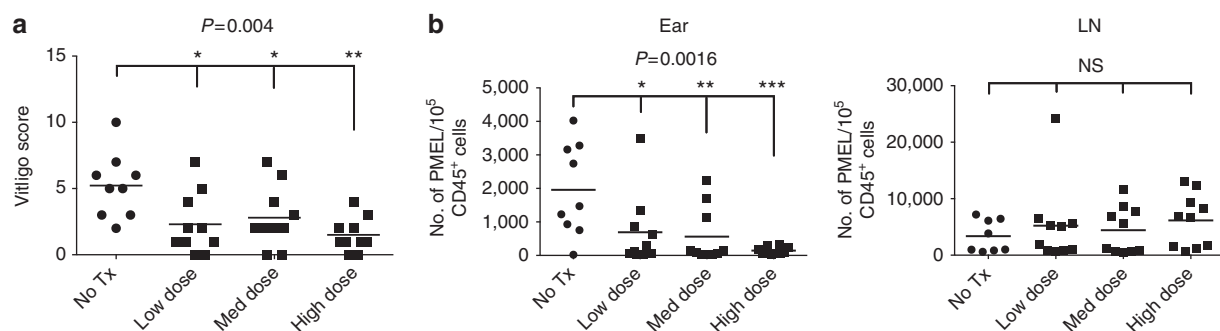 a
P=0.004
* * **
Vitligo score
15
10
5
0
No Tx
Low dose
Med dose
High dose
b
Ear
P=0.0016
* ** ***
No. of PMEL/10⁵
CD45⁺ cells
5,000
4,000
3,000
2,000
1,000
0
No Tx
Low dose
Med dose
High dose
LN
NS
No. of PMEL/10⁵
CD45⁺ cells
30,000
20,000
10,000
0
No Tx
Low dose
Med dose
High dose